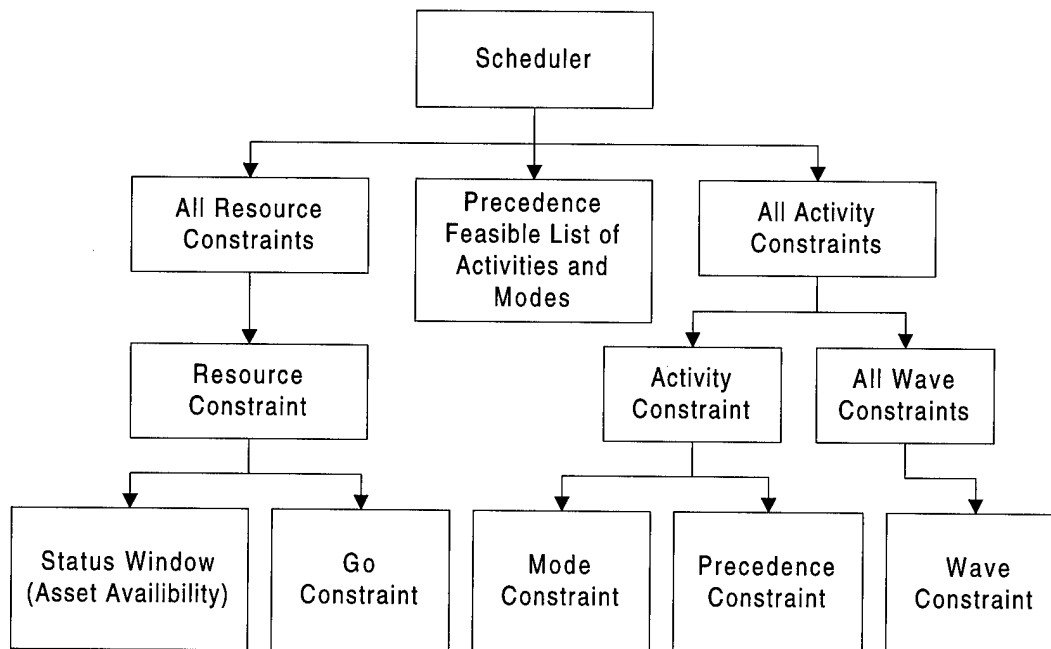 Scheduler
All Resource
Constraints
Precedence
Feasible List of
Activities and
Modes
All Activity
Constraints
Resource
Constraint
Activity
Constraint
All Wave
Constraints
Status Window
(Asset Availibility)
Go
Constraint
Mode
Constraint
Precedence
Constraint
Wave
Constraint